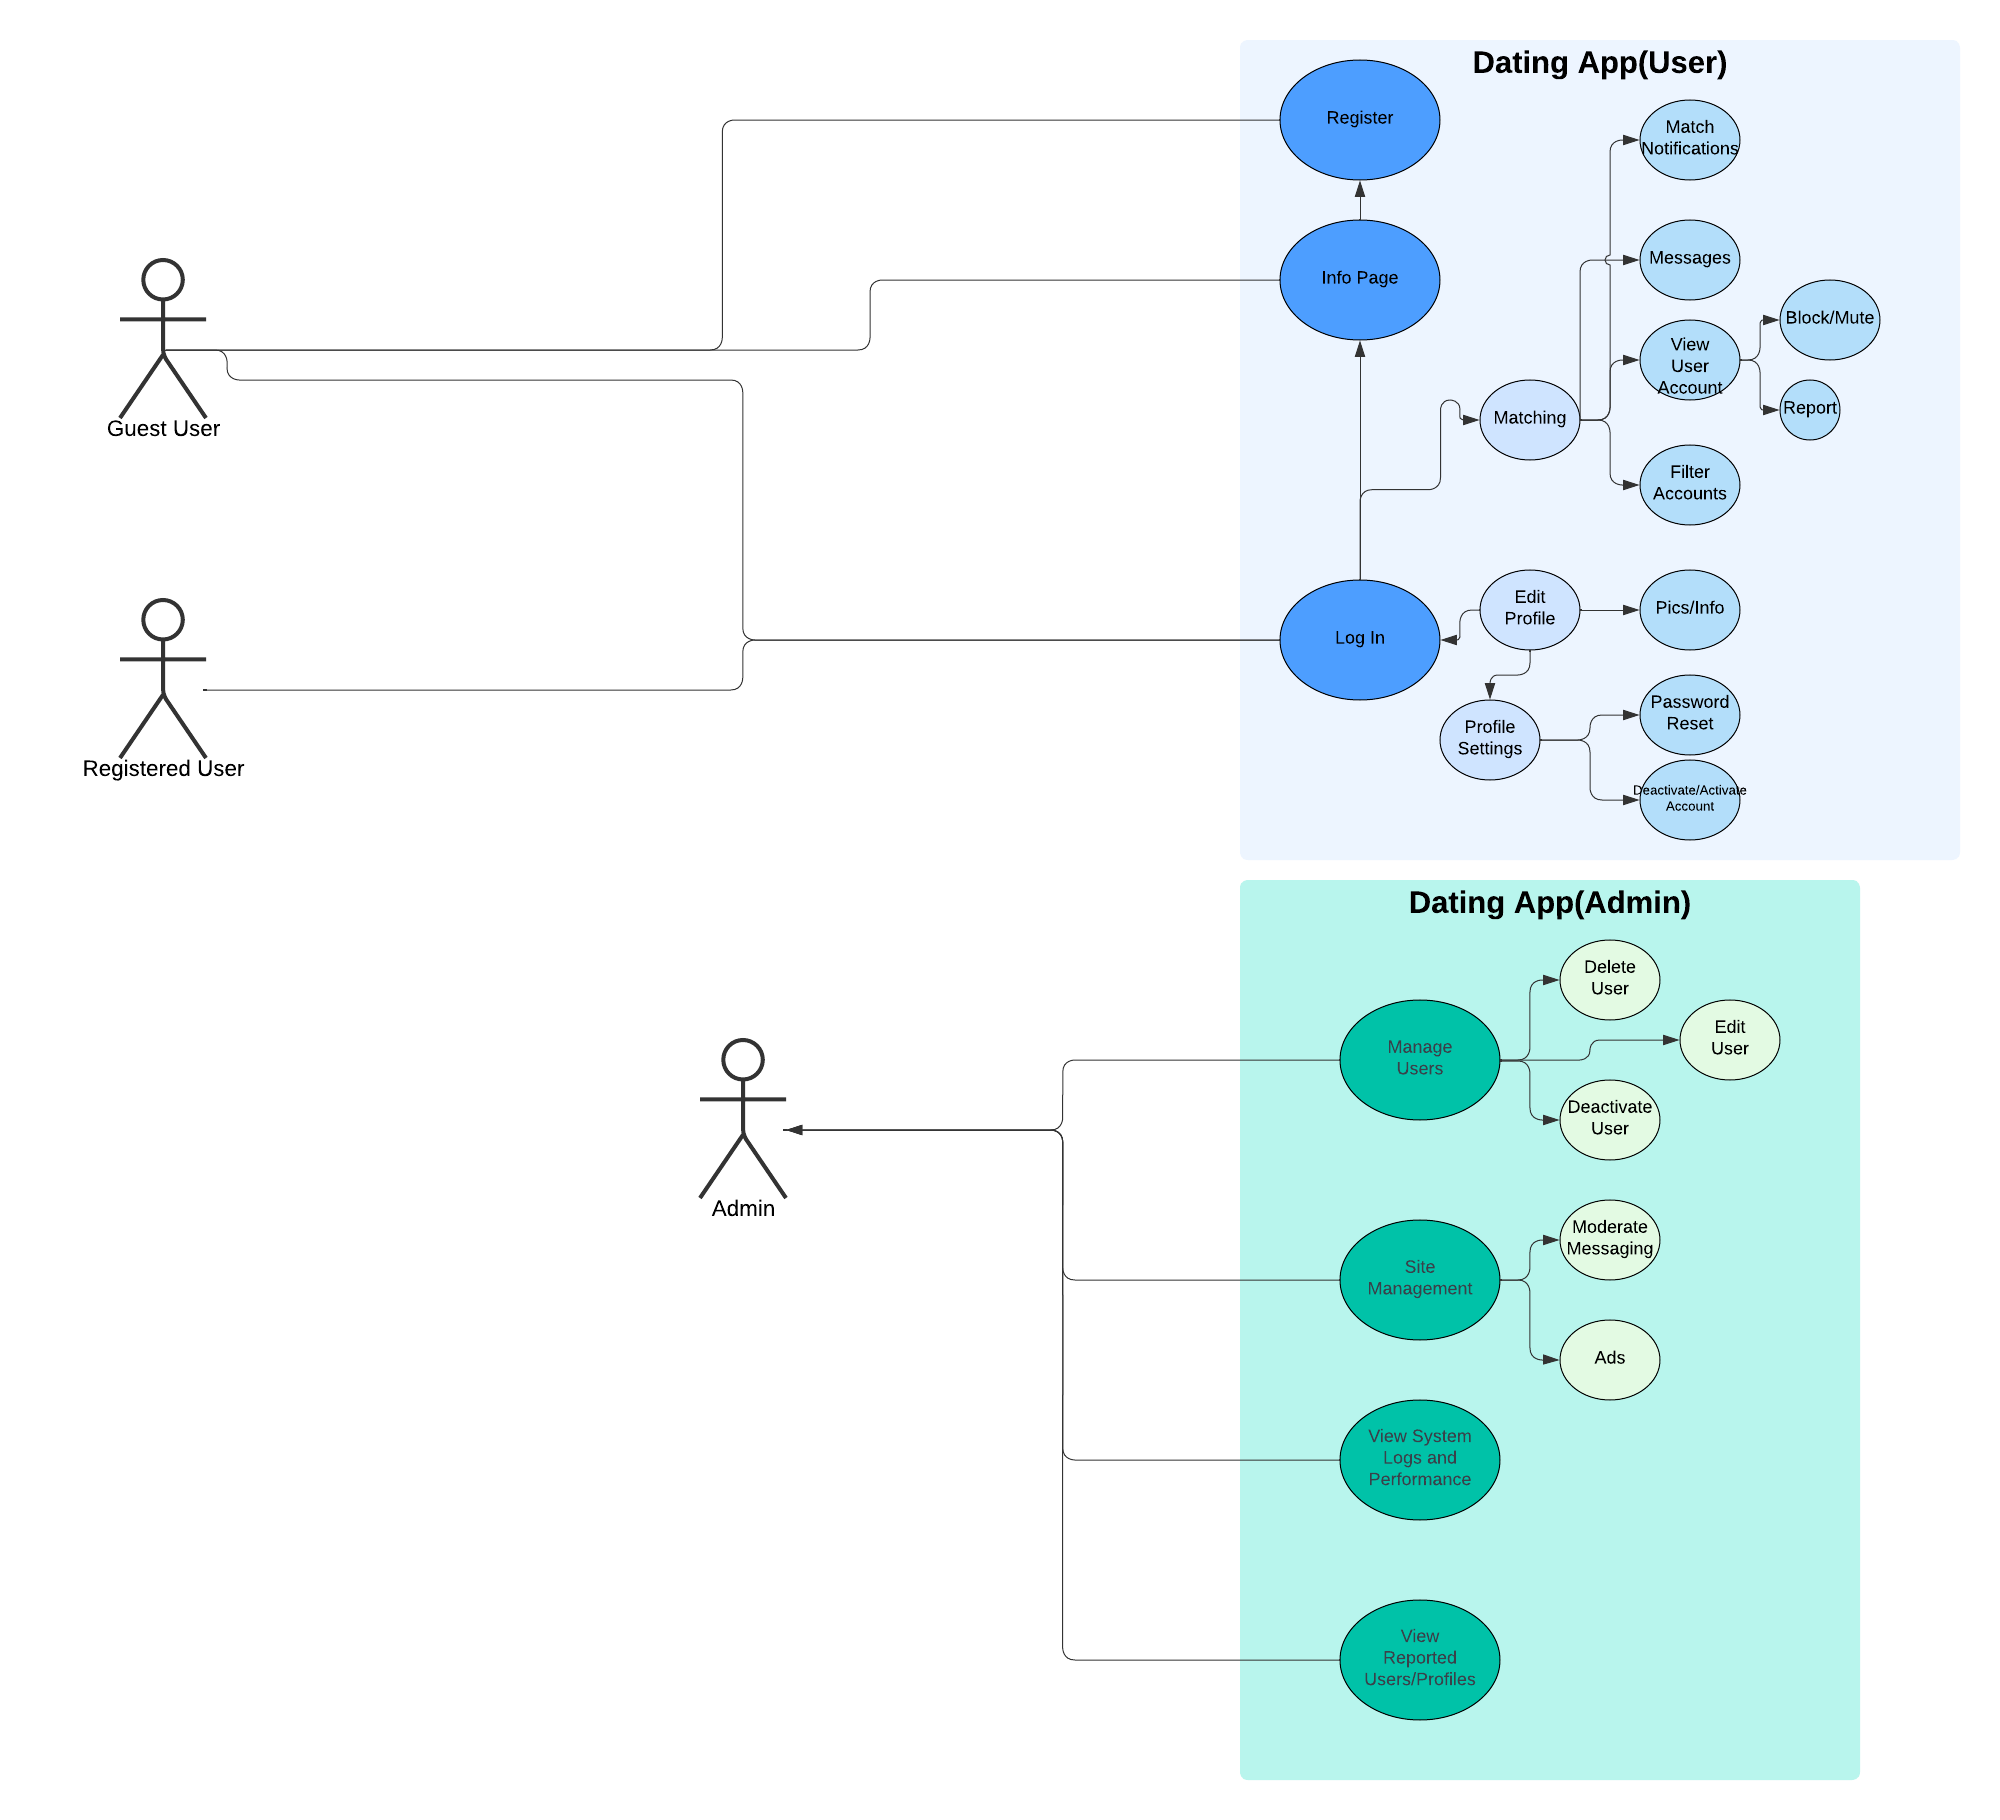 Dating App(User)
Register
Match
Notifications
Info Page
Messages
Block/Mute
View
User
Account
Report
Matching
Guest User
Filter
Accounts
Edit
Profile
Pics/Info
Log In
Password
Reset
Profile
Settings
Registered User
Deactivate/Activate
Account
Dating App(Admin)
Delete
User
Edit
User
Manage
Users
Deactivate
User
Admin
Moderate
Messaging
Site
Management
Ads
View System
Logs and
Performance
View
Reported
Users/Profiles